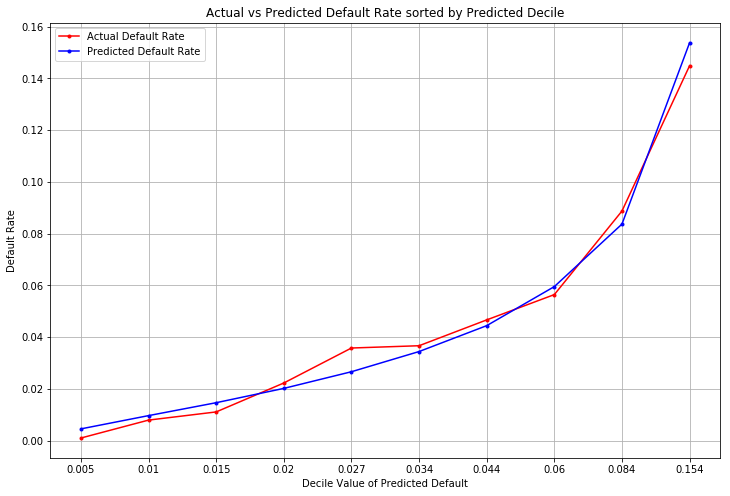 Actual vs Predicted Default Rate sorted by Predicted Decile
Actual Default Rate
Predicted Default Rate
0.16
0.14
0.12
0.10
0.08
0.06
0.04
0.02
0.00
Default Rate
0.005 0.01 0.015 0.02 0.027 0.034 0.044 0.06 0.084 0.154
Decile Value of Predicted Default